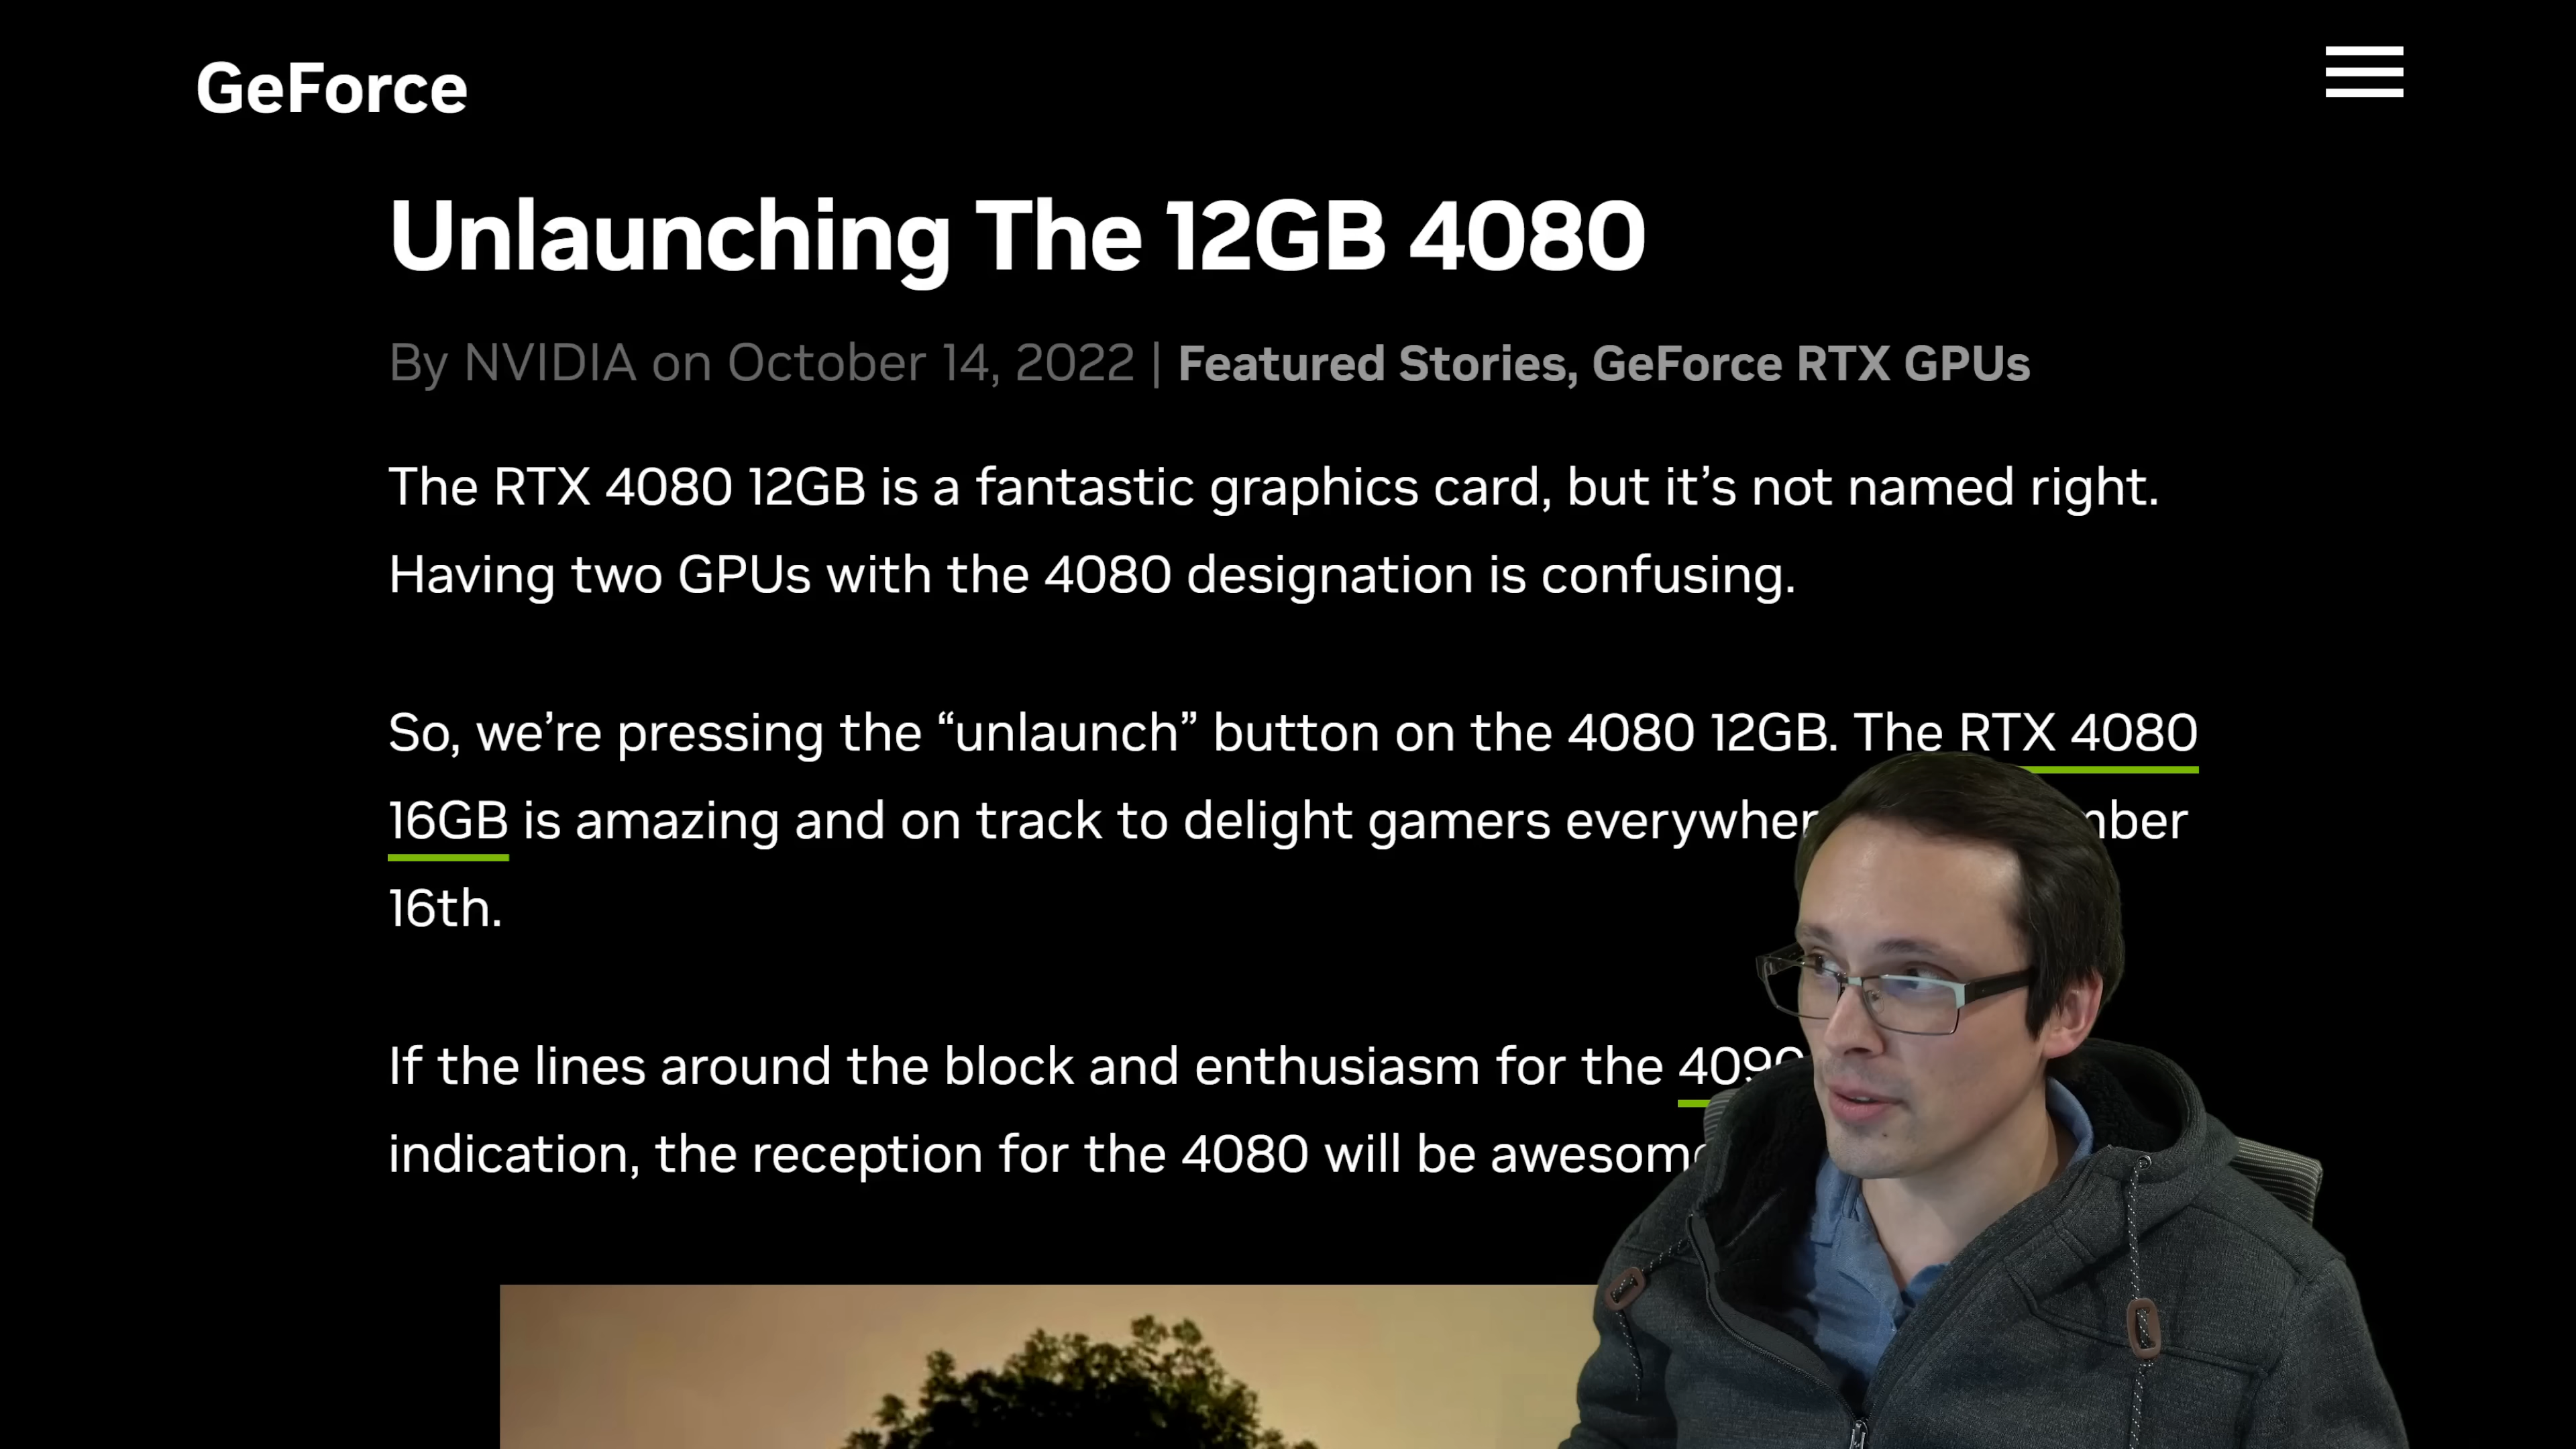 GeForce
Unlaunching The 12GB 4080
By NVIDIA on October 14, 2022 | Featured Stories, GeForce RTX GPUs
The RTX 4080 12GB is a fantastic graphics card, but it’s not named right.
Having two GPUs with the 4080 designation is confusing.
So, we’re pressing the “unlaunch” button on the 4080 12GB. The RTX 4080
16GB is amazing and on track to delight gamers everywhere
16th.
If the lines around the block and enthusiasm for the 4090
indication, the reception for the 4080 will be awesome